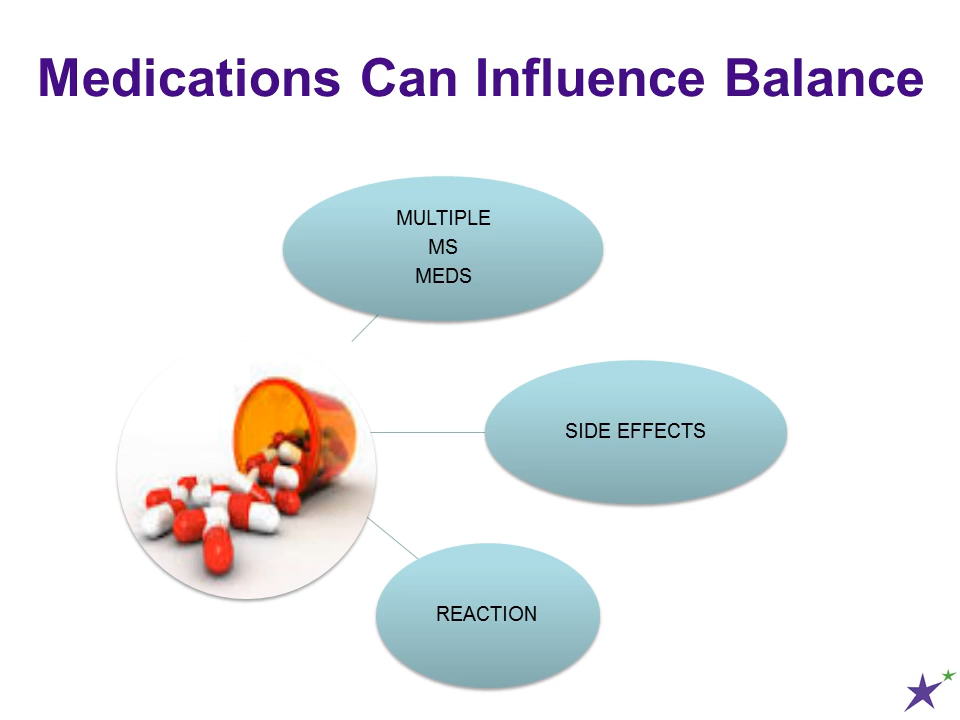 Medications Can Influence Balance
MULTIPLE
MS
MEDS
SIDE EFFECTS
REACTION